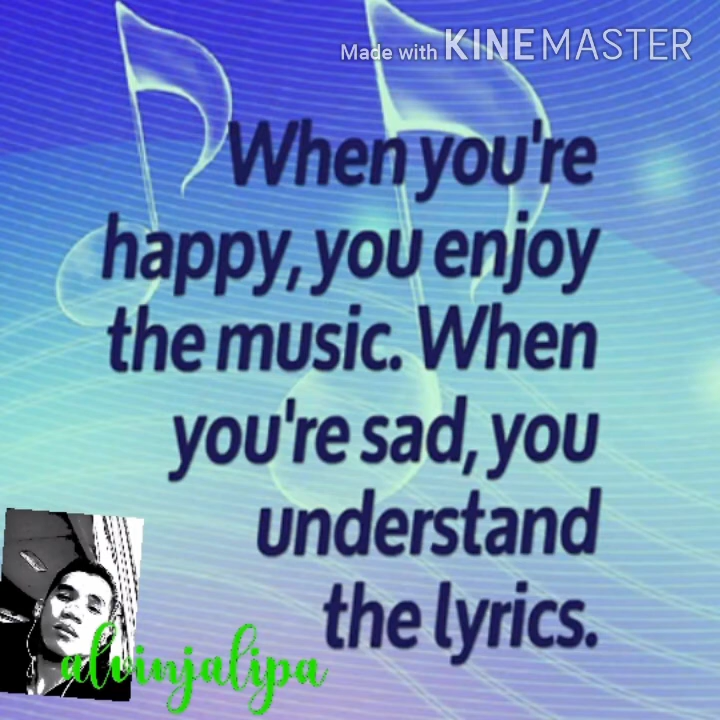 Made with KINEMASTER
When you're
happy, you enjoy
the music. When
you're sad, you
understand
the lyrics.
alvinjalipa